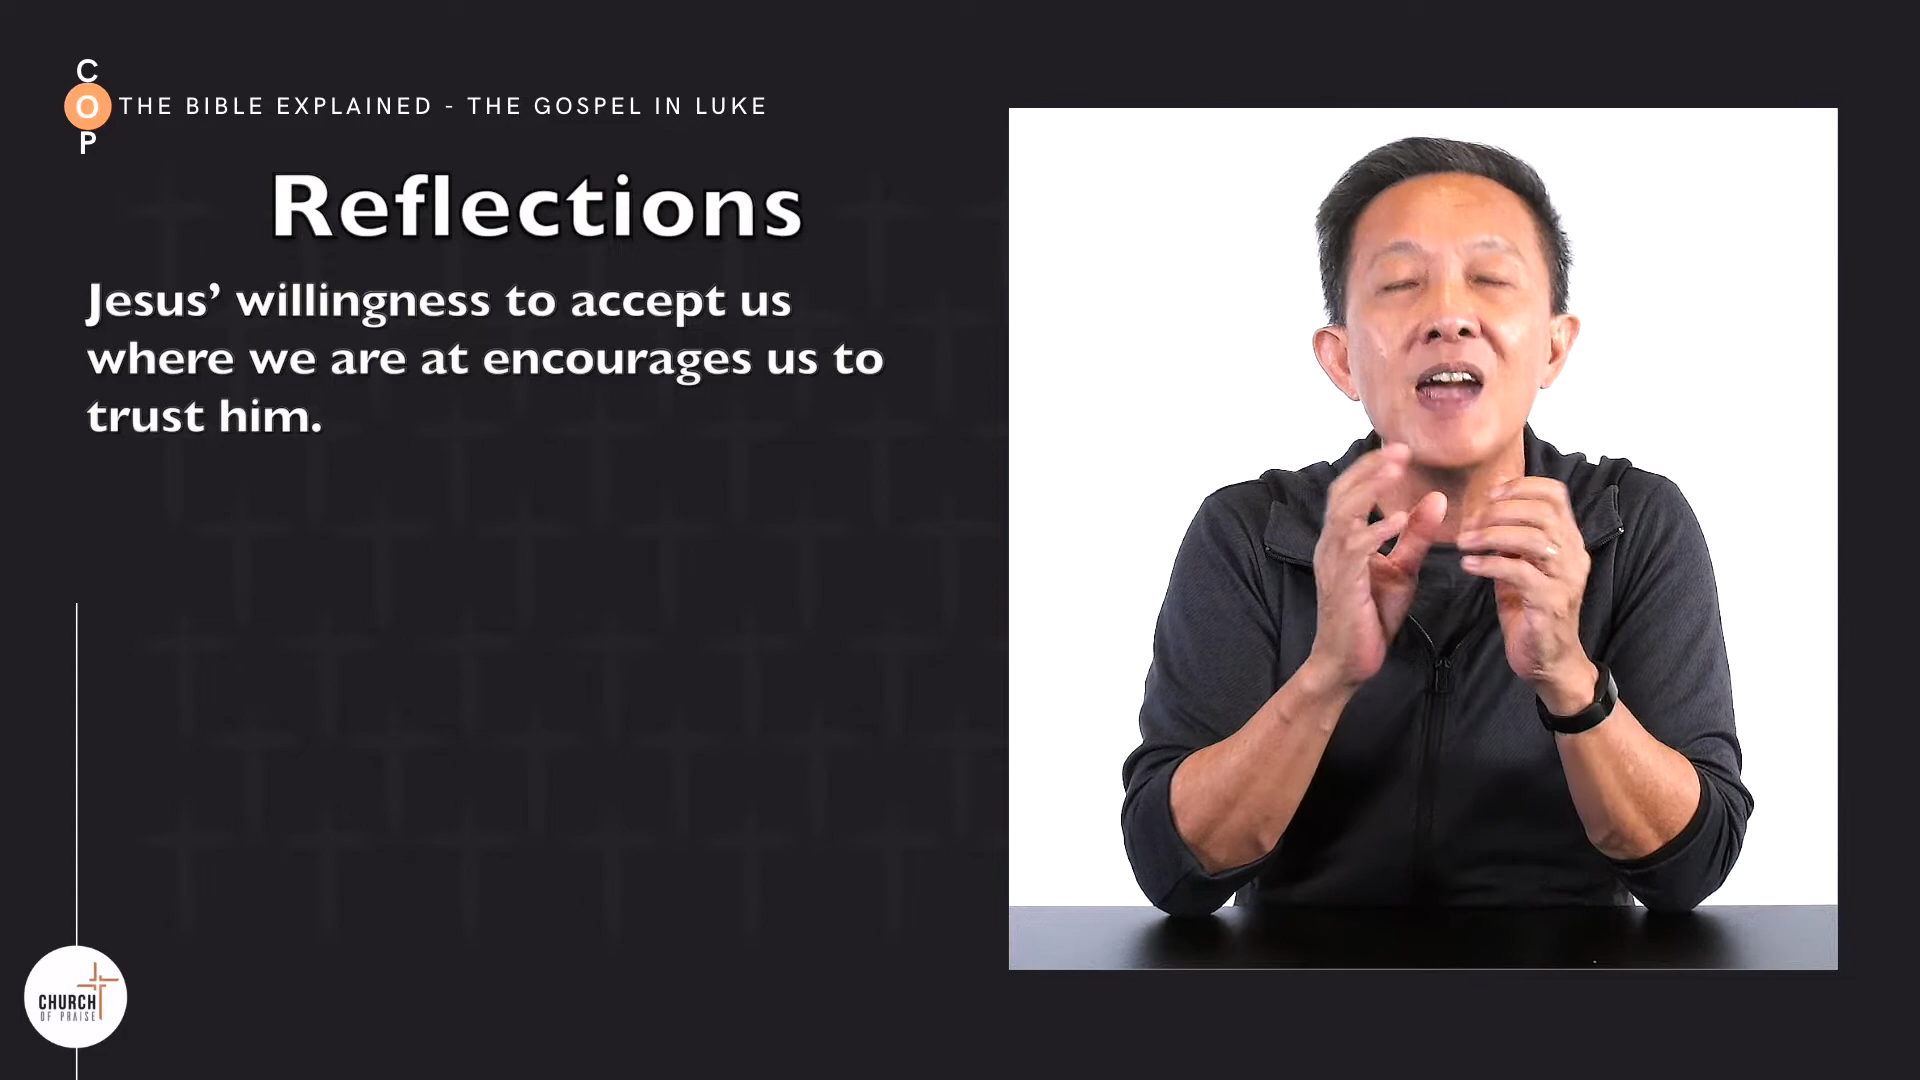 C
O
P
THE BIBLE EXPLAINED - THE GOSPEL IN LUKE
Reflections
Jesus’ willingness to accept us
where we are at encourages us to
trust him.
CHURCH
OF PRAISE